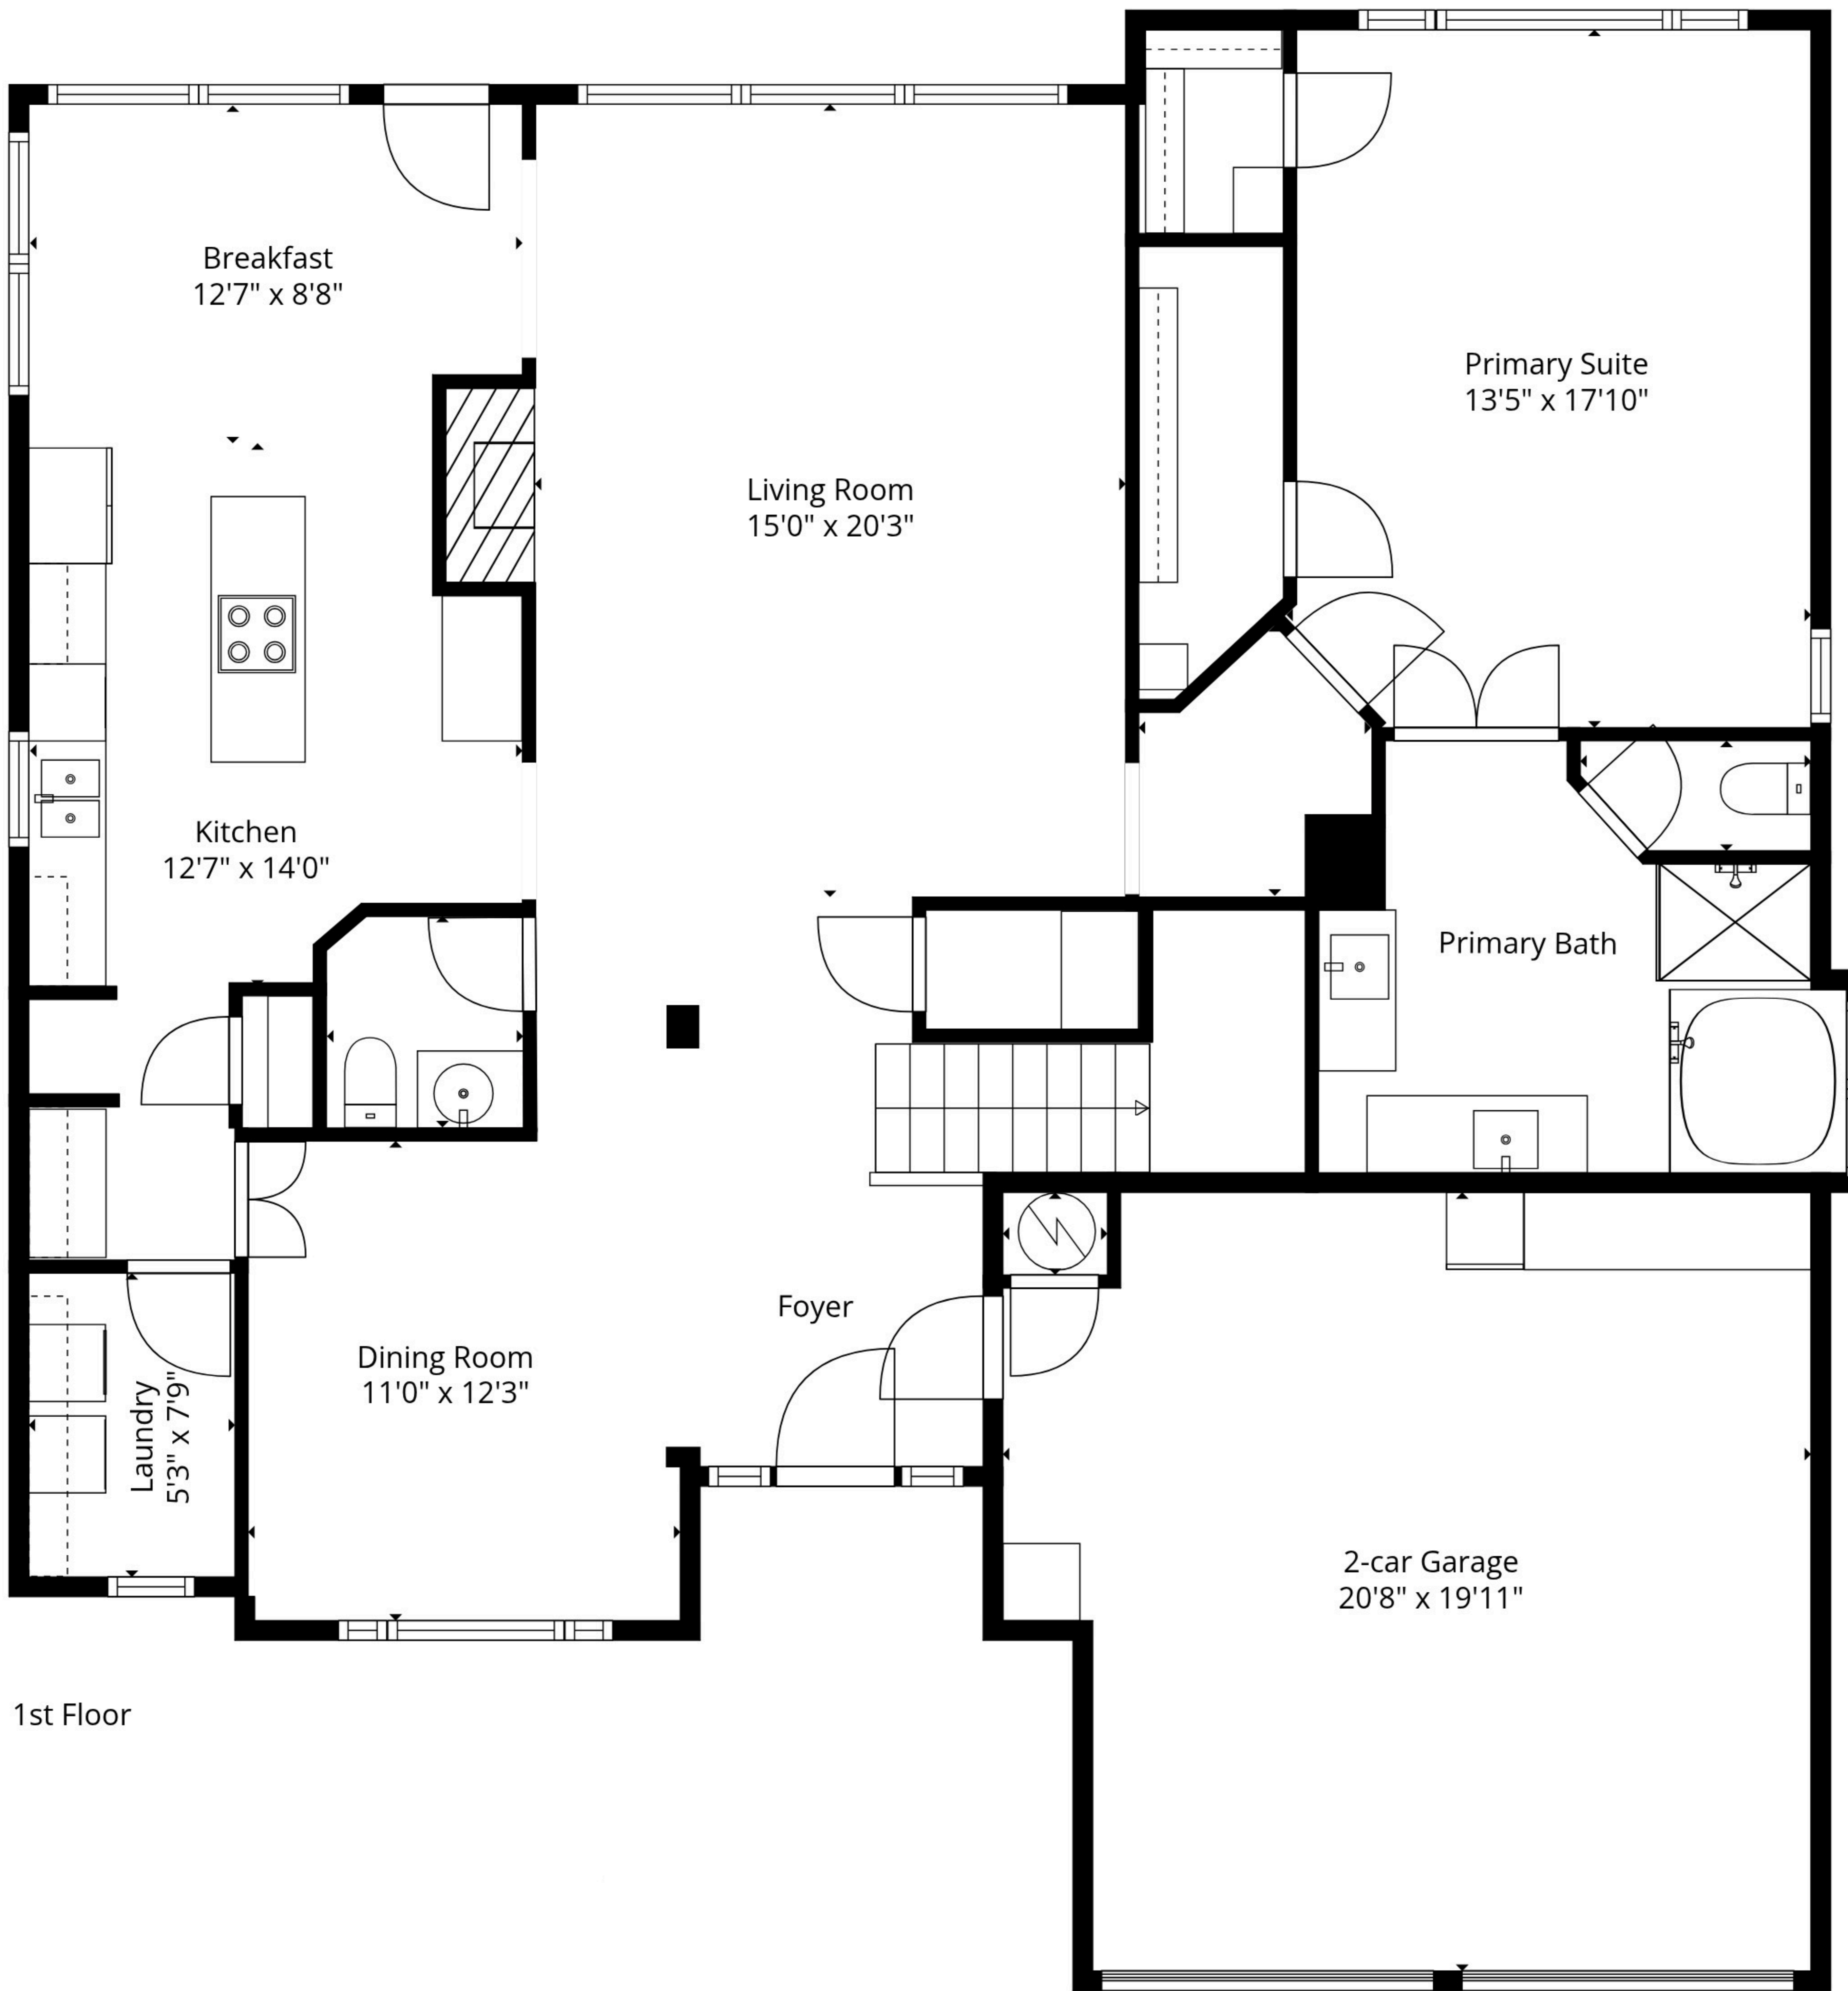 Breakfast
12'7" x 8'8"
Primary Suite
13'5" x 17'10"
Living Room
15'0" x 20'3"
Kitchen
12'7" x 14'0"
Primary Bath
Foyer
Dining Room
11'0" x 12'3"
Laundry
5'3" x 7'9"
2-car Garage
20'8" x 19'11"
1st Floor